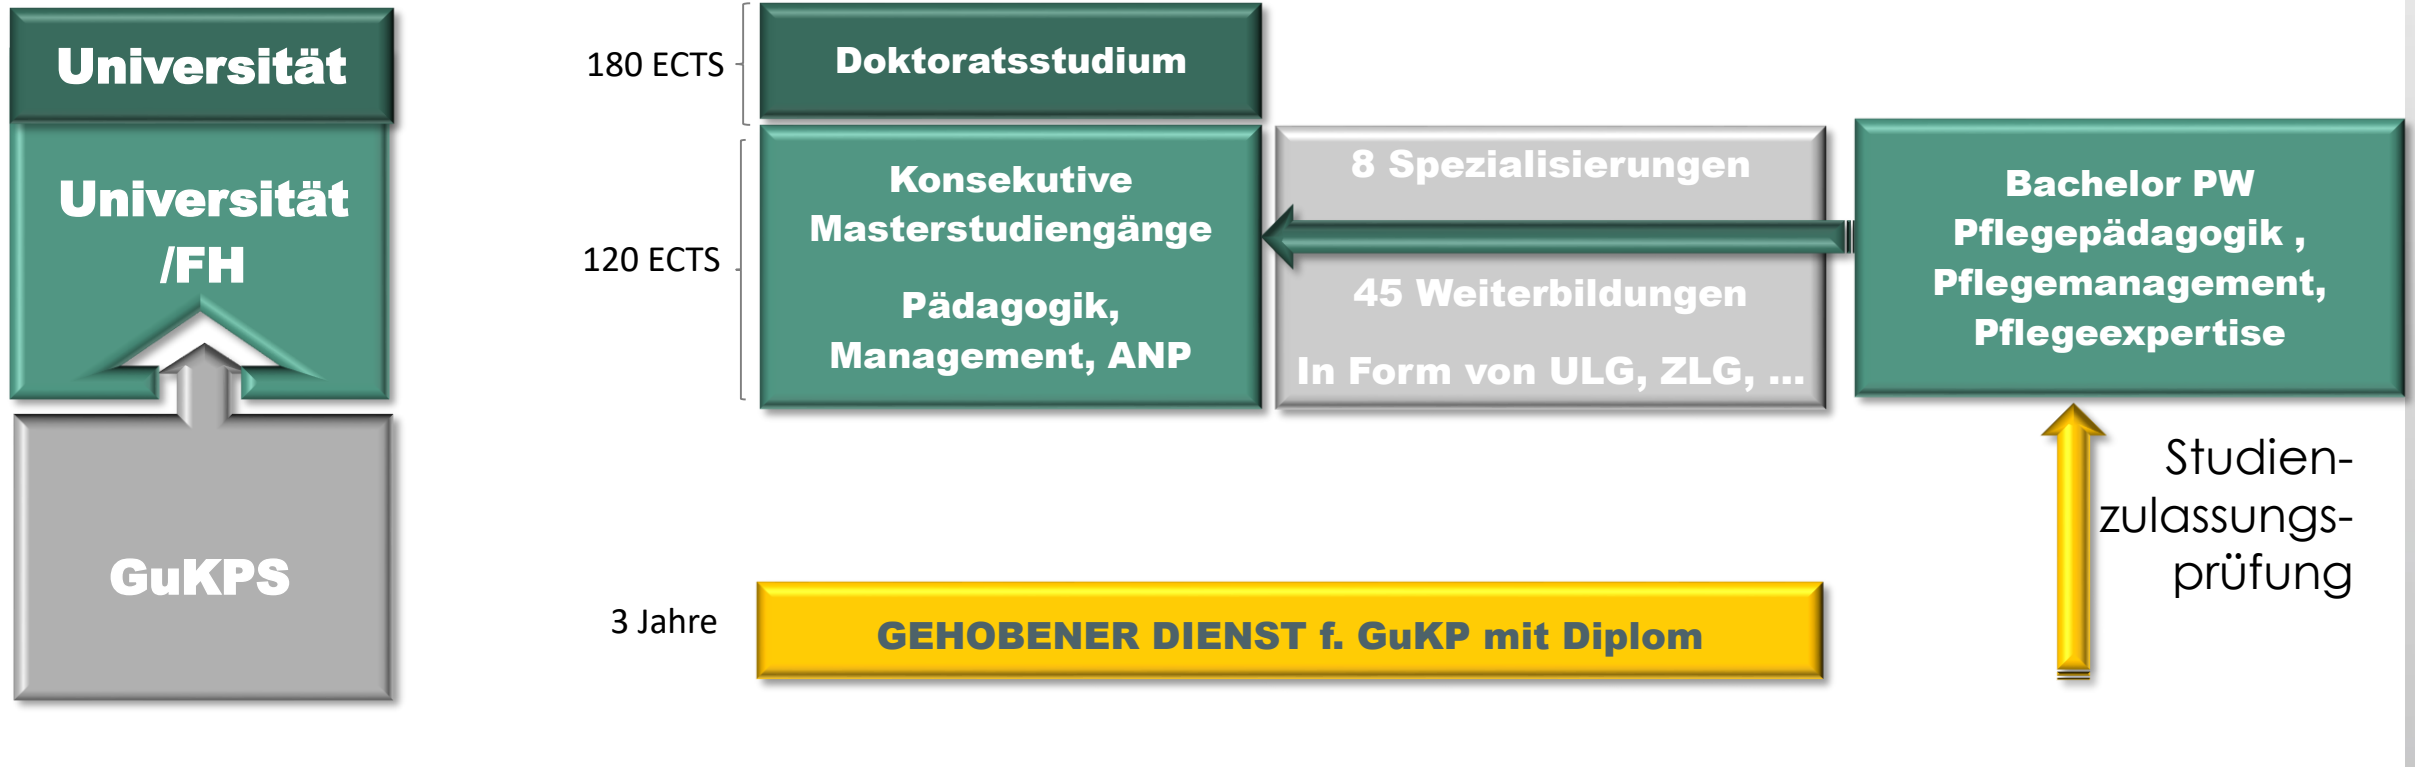 Universität
Universität
/FH
GuKPS
180 ECTS
120 ECTS
3 Jahre
Doktoratsstudium
Konsekutive
Masterstudiengänge
Pädagogik,
Management, ANP
8 Spezialisierungen
45 Weiterbildungen
In Form von ULG, ZLG, ...
Bachelor PW
Pflegepädagogik ,
Pflegemanagement,
Pflegeexpertise
Studien-
zulassungs-
prüfung
GEHOBENER DIENST f. GuKP mit Diplom